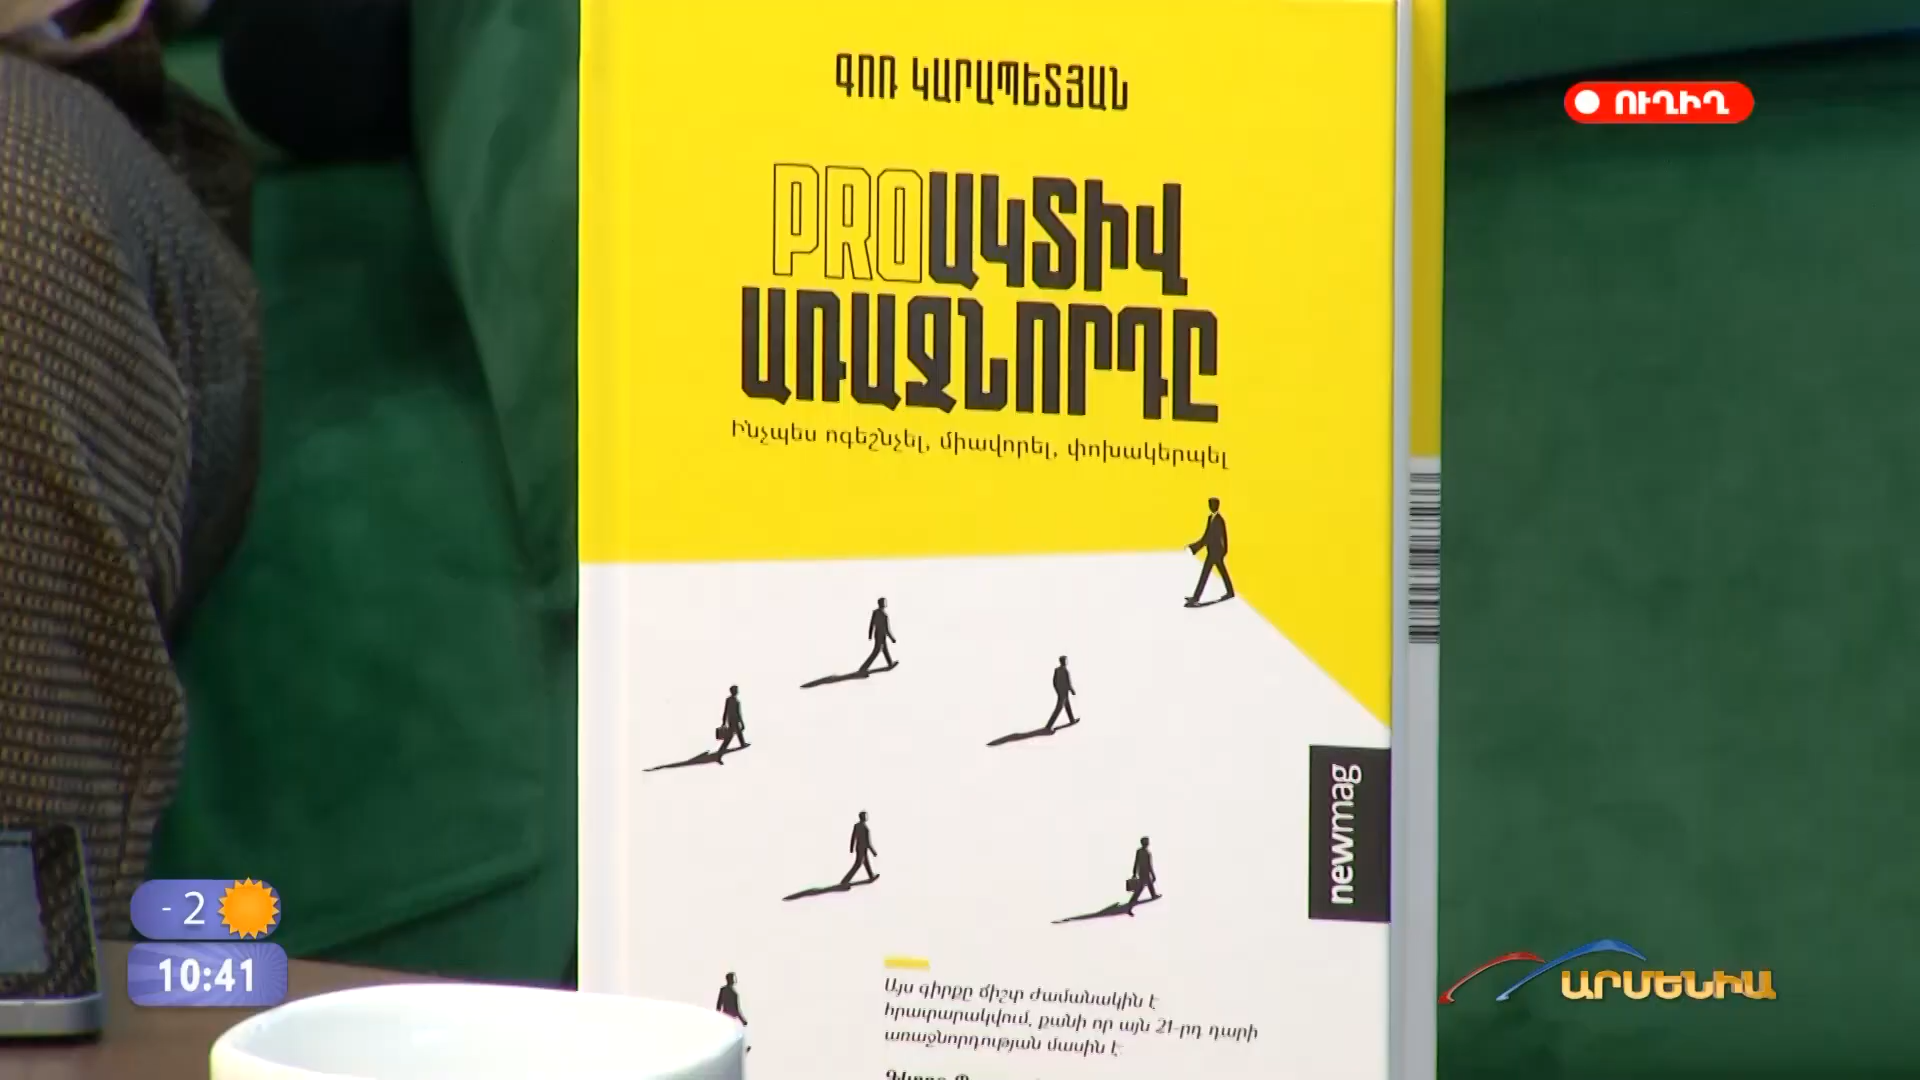 ԳՈՌ ԿԱՐԱՊԵՏՅԱՆ
PROԱԿՏԻՎ
ԱՌԱՋՆՈՐԴԸ
Ինչպես ոգեշնչել, միավորել, փոխակերպել
newmag
Այս գիրքը ճիշտ ժամանակին է
հրատարակվում, քանի որ այն 21-րդ դարի
առաջնորդության մասին է:
ՈՒՂԻՂ
-2
10:41
ԱՐՄԵՆԻԱ